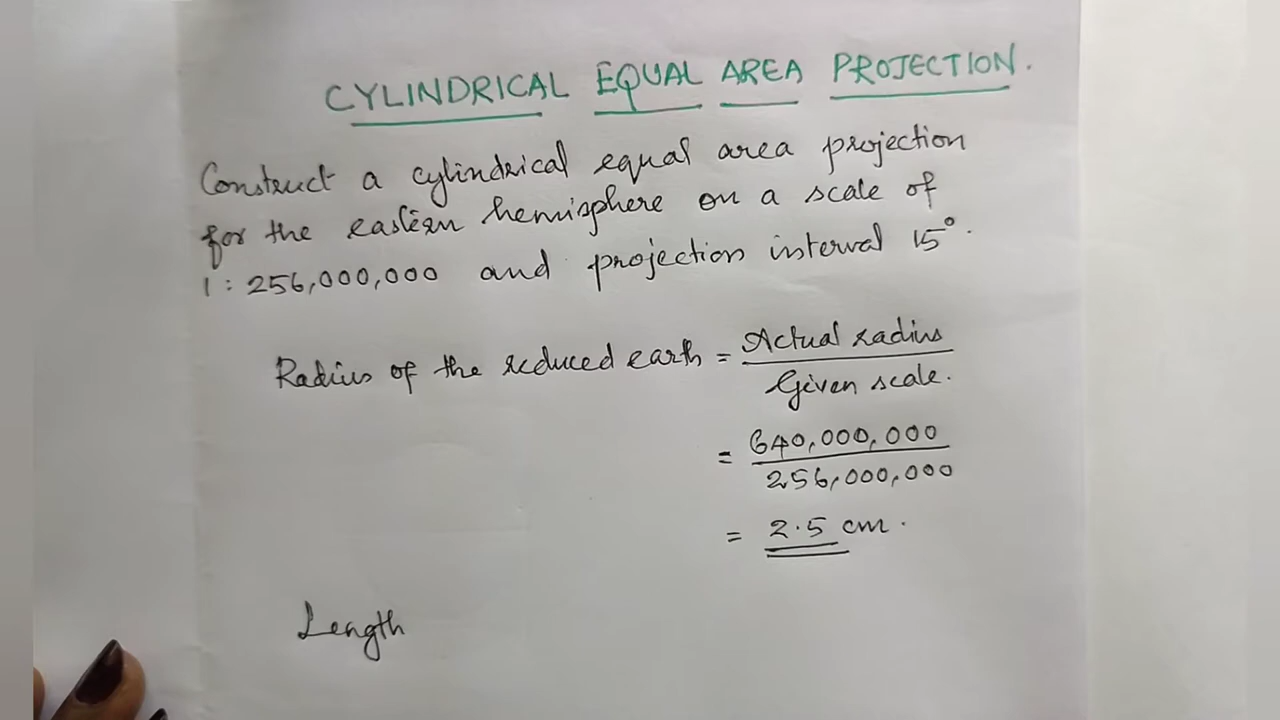 CYLINDRICAL EQUAL AREA PROJECTION.
Construct a cylindrical equal area projection
for the eastern hemisphere on a scale of
1 : 256,000,000 and projection interval 15°.
Radius of the reduced earth = Actual radius
Given scale.
= 640,000,000
256,000,000
= 2.5 cm.
Length